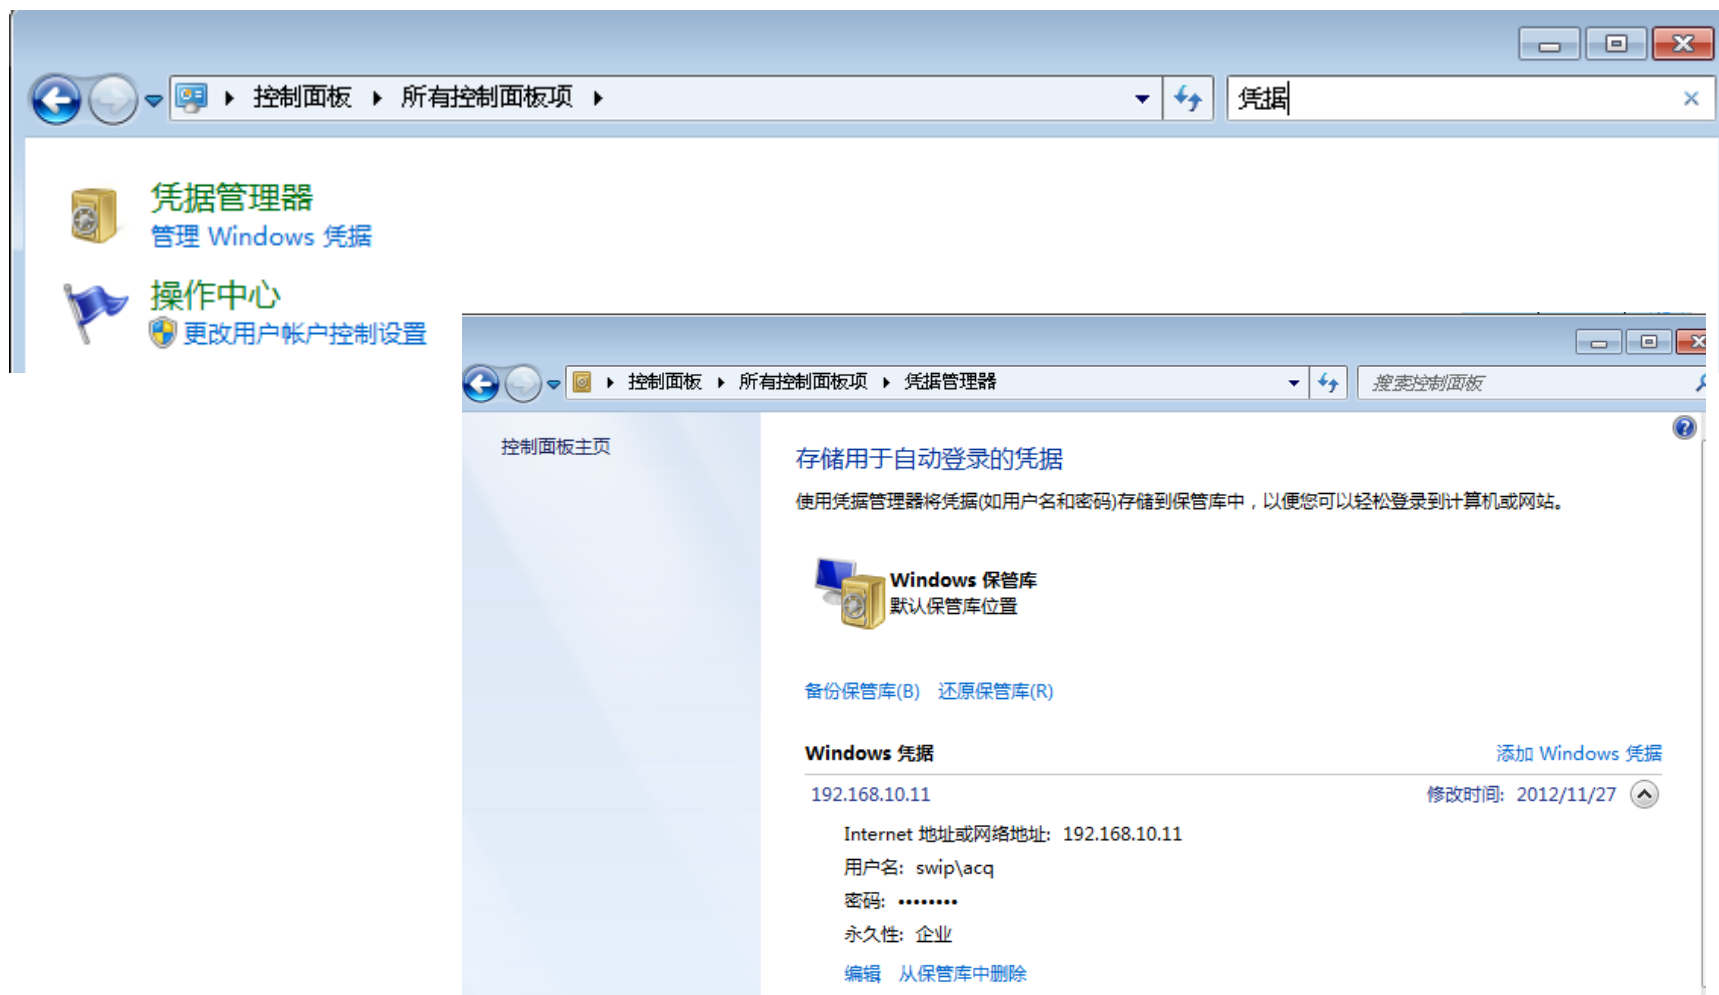 控制面板 所有控制面板项
凭据
凭据管理器
管理 Windows 凭据
操作中心
更改用户帐户控制设置
控制面板 所有控制面板项 凭据管理器
搜索控制面板
控制面板主页
存储用于自动登录的凭据
使用凭据管理器将凭据(如用户名和密码)存储到保管库中，以便您可以轻松登录到计算机或网站。
Windows 保管库
默认保管库位置
备份保管库(B) 还原保管库(R)
Windows 凭据 添加 Windows 凭据
192.168.10.11 修改时间: 2012/11/27
Internet 地址或网络地址: 192.168.10.11
用户名: swip\acq
密码: ••••••••
永久性: 企业
编辑 从保管库中删除